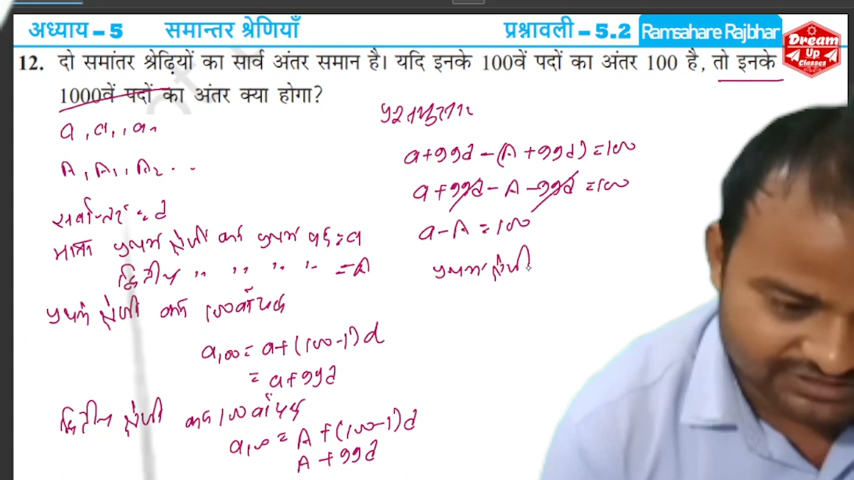 अध्याय - 5 समान्तर श्रेणियाँ प्रश्नावली - 5.2 Ramsahare Rajbhar
Dream Up Classes
12. दो समांतर श्रेढ़ियों का सार्व अंतर समान है। यदि इनके 100वें पदों का अंतर 100 है, तो इनके
1000वें पदों का अंतर क्या होगा?
a, a₁, a₂
A, A₁, A₂ ...
सार्वान्तर = d
माना प्रथम श्रेणी का प्रथम पद = a
द्वितीय " " " " = A
प्रथम श्रेणी का 100वाँ पद
a₁₀₀ = a+(100-1)d
= a+99d
द्वितीय श्रेणी का 100वाँ पद
a₁₀₀ = A+(100-1)d
A+99d
प्रश्नानुसार
a+99d-(A+99d)=100
a+99d-A-99d=100
a-A=100
प्रथम श्रेणी